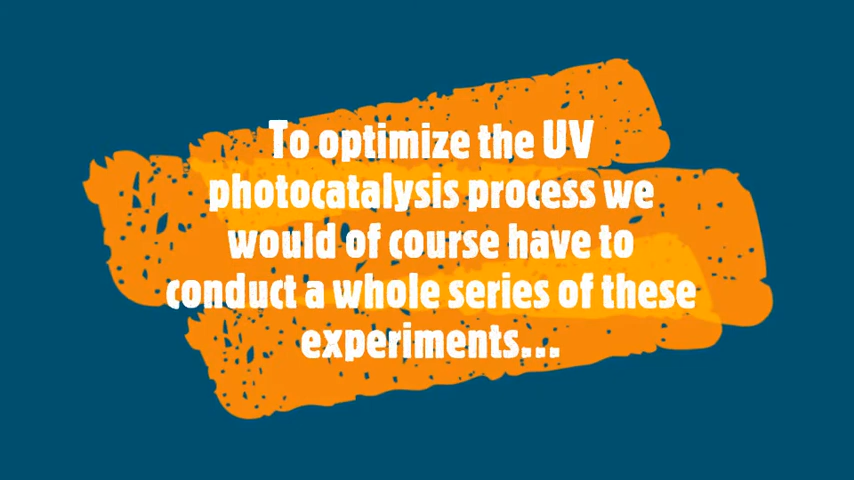 To optimize the UV
photocatalysis process we
would of course have to
conduct a whole series of these
experiments...